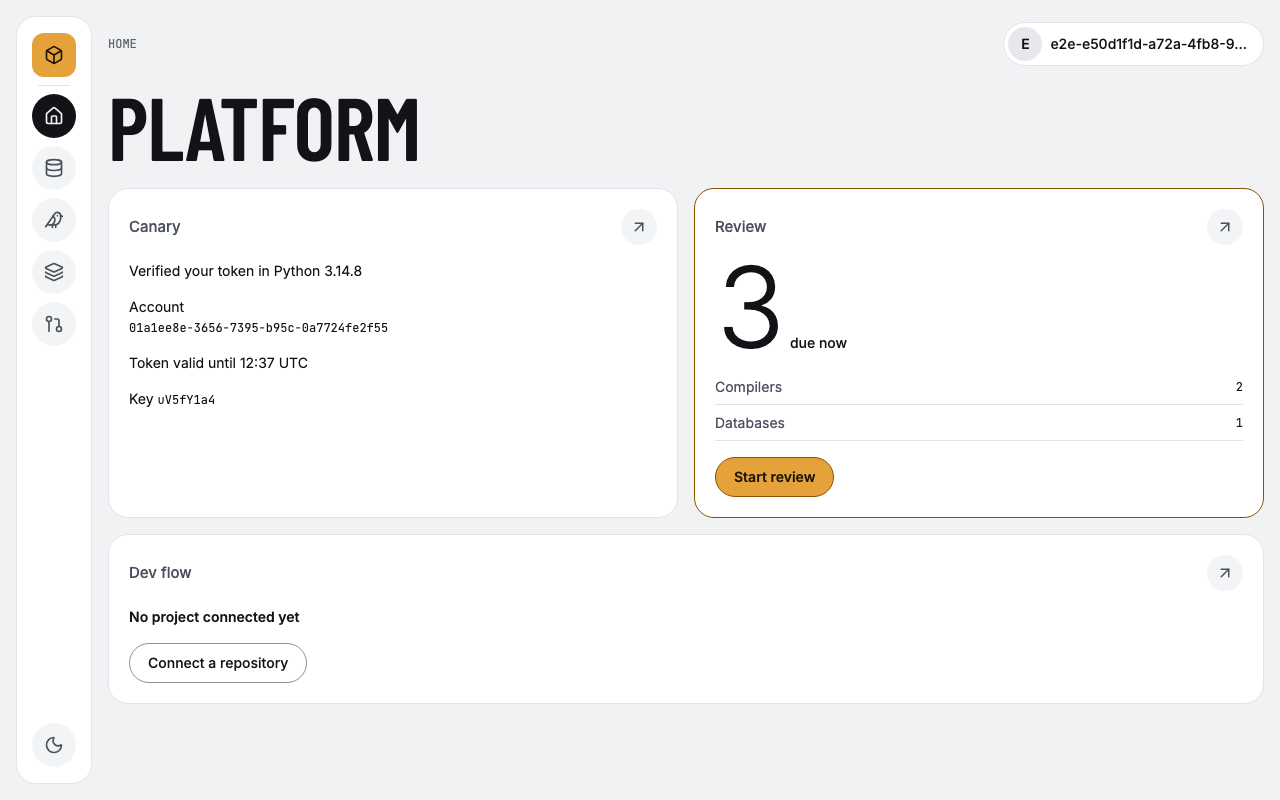 HOME
E
e2e-e50d1f1d-a72a-4fb8-9...
PLATFORM
Canary
Verified your token in Python 3.14.8
Account
01a1ee8e-3656-7395-b95c-0a7724fe2f55
Token valid until 12:37 UTC
Key uV5fY1a4
Review
3 due now
Compilers 2
Databases 1
Start review
Dev flow
No project connected yet
Connect a repository